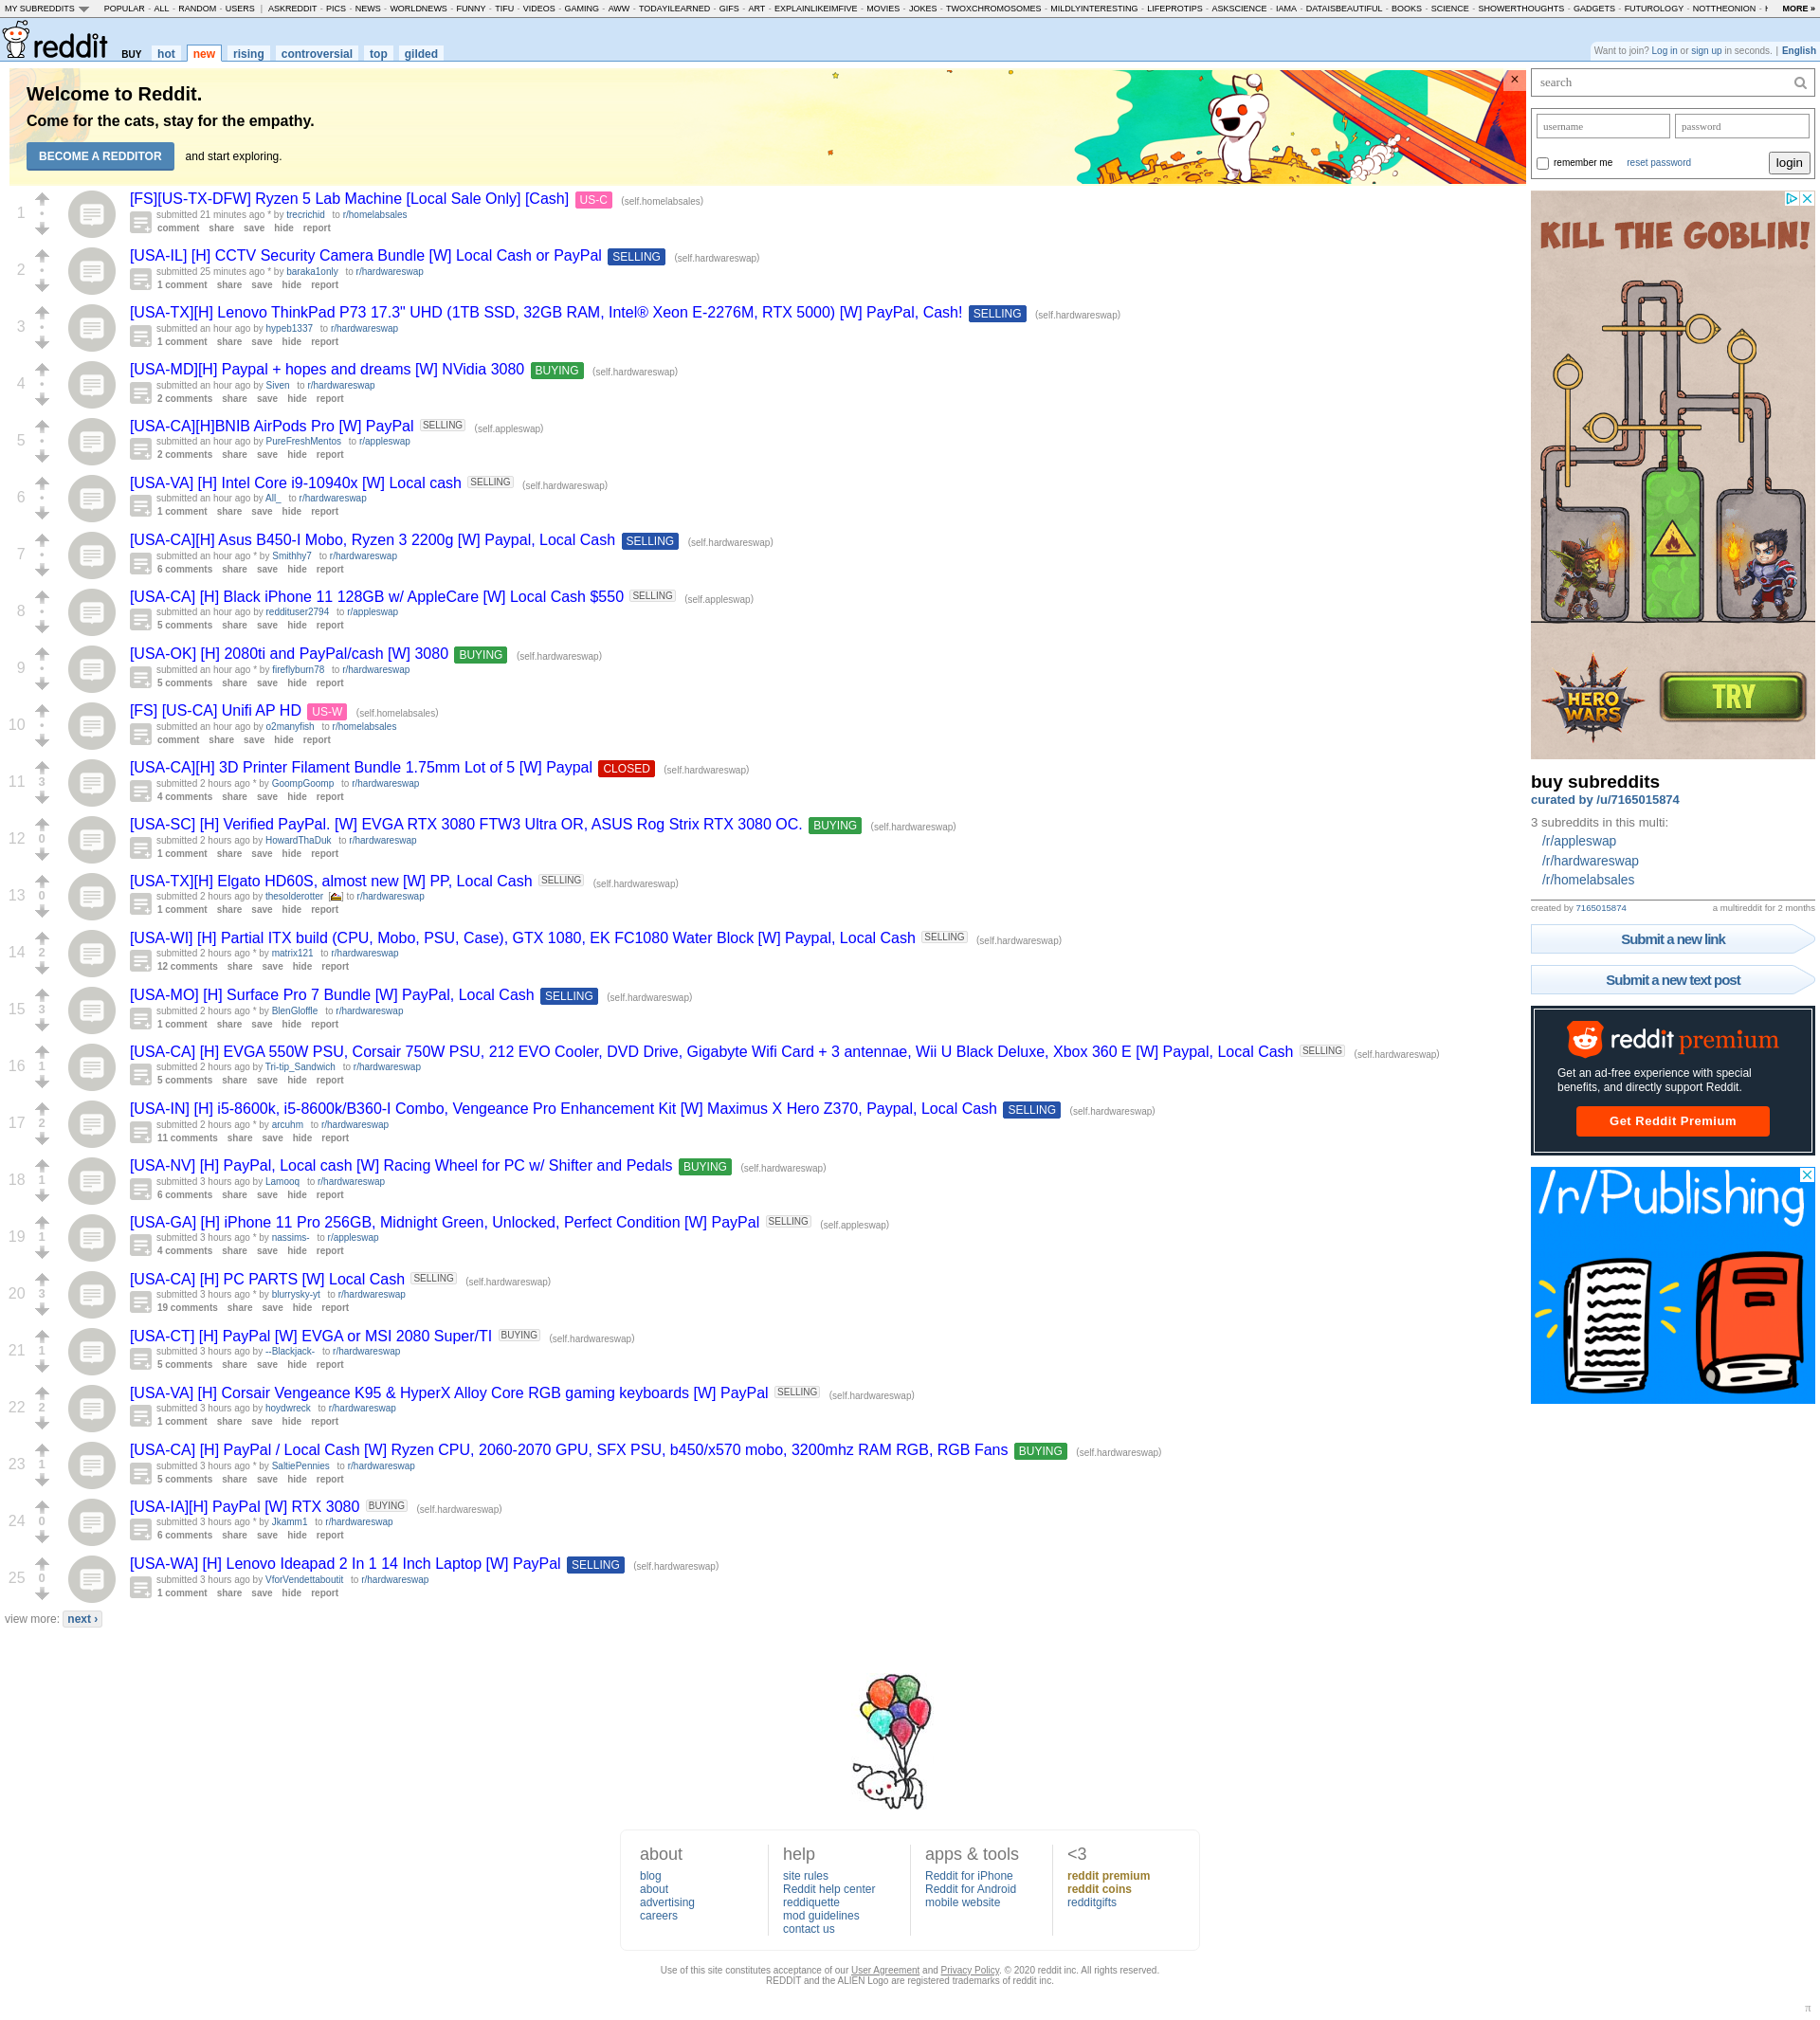 MY SUBREDDITS POPULAR - ALL - RANDOM - USERS | ASKREDDIT - PICS - NEWS - WORLDNEWS - FUNNY - TIFU - VIDEOS - GAMING - AWW - TODAYILEARNED - GIFS - ART - EXPLAINLIKEIMFIVE - MOVIES - JOKES - TWOXCHROMOSOMES - MILDLYINTERESTING - LIFEPROTIPS - ASKSCIENCE - IAMA - DATAISBEAUTIFUL - BOOKS - SCIENCE - SHOWERTHOUGHTS - GADGETS - FUTUROLOGY - NOTTHEONION - MORE »
reddit BUY hot new rising controversial top gilded
Want to join? Log in or sign up in seconds. | English
Welcome to Reddit.
Come for the cats, stay for the empathy.
BECOME A REDDITOR and start exploring.
×
1
[FS][US-TX-DFW] Ryzen 5 Lab Machine [Local Sale Only] [Cash] US-C (self.homelabsales)
submitted 21 minutes ago * by trecrichid to r/homelabsales
comment share save hide report
2
[USA-IL] [H] CCTV Security Camera Bundle [W] Local Cash or PayPal SELLING (self.hardwareswap)
submitted 25 minutes ago * by baraka1only to r/hardwareswap
1 comment share save hide report
3
[USA-TX][H] Lenovo ThinkPad P73 17.3" UHD (1TB SSD, 32GB RAM, Intel® Xeon E-2276M, RTX 5000) [W] PayPal, Cash! SELLING (self.hardwareswap)
submitted an hour ago by hypeb1337 to r/hardwareswap
1 comment share save hide report
4
[USA-MD][H] Paypal + hopes and dreams [W] NVidia 3080 BUYING (self.hardwareswap)
submitted an hour ago by Siven to r/hardwareswap
2 comments share save hide report
5
[USA-CA][H]BNIB AirPods Pro [W] PayPal SELLING (self.appleswap)
submitted an hour ago by PureFreshMentos to r/appleswap
2 comments share save hide report
6
[USA-VA] [H] Intel Core i9-10940x [W] Local cash SELLING (self.hardwareswap)
submitted an hour ago by All_ to r/hardwareswap
1 comment share save hide report
7
[USA-CA][H] Asus B450-I Mobo, Ryzen 3 2200g [W] Paypal, Local Cash SELLING (self.hardwareswap)
submitted an hour ago * by Smithhy7 to r/hardwareswap
6 comments share save hide report
8
[USA-CA] [H] Black iPhone 11 128GB w/ AppleCare [W] Local Cash $550 SELLING (self.appleswap)
submitted an hour ago by reddituser2794 to r/appleswap
5 comments share save hide report
9
[USA-OK] [H] 2080ti and PayPal/cash [W] 3080 BUYING (self.hardwareswap)
submitted an hour ago * by fireflyburn78 to r/hardwareswap
5 comments share save hide report
10
[FS] [US-CA] Unifi AP HD US-W (self.homelabsales)
submitted an hour ago by o2manyfish to r/homelabsales
comment share save hide report
11 3
[USA-CA][H] 3D Printer Filament Bundle 1.75mm Lot of 5 [W] Paypal CLOSED (self.hardwareswap)
submitted 2 hours ago * by GoompGoomp to r/hardwareswap
4 comments share save hide report
12 0
[USA-SC] [H] Verified PayPal. [W] EVGA RTX 3080 FTW3 Ultra OR, ASUS Rog Strix RTX 3080 OC. BUYING (self.hardwareswap)
submitted 2 hours ago by HowardThaDuk to r/hardwareswap
1 comment share save hide report
13 0
[USA-TX][H] Elgato HD60S, almost new [W] PP, Local Cash SELLING (self.hardwareswap)
submitted 2 hours ago by thesolderotter [] to r/hardwareswap
1 comment share save hide report
14 2
[USA-WI] [H] Partial ITX build (CPU, Mobo, PSU, Case), GTX 1080, EK FC1080 Water Block [W] Paypal, Local Cash SELLING (self.hardwareswap)
submitted 2 hours ago * by matrix121 to r/hardwareswap
12 comments share save hide report
15 3
[USA-MO] [H] Surface Pro 7 Bundle [W] PayPal, Local Cash SELLING (self.hardwareswap)
submitted 2 hours ago * by BlenGloffle to r/hardwareswap
1 comment share save hide report
16 1
[USA-CA] [H] EVGA 550W PSU, Corsair 750W PSU, 212 EVO Cooler, DVD Drive, Gigabyte Wifi Card + 3 antennae, Wii U Black Deluxe, Xbox 360 E [W] Paypal, Local Cash SELLING (self.hardwareswap)
submitted 2 hours ago by Tri-tip_Sandwich to r/hardwareswap
5 comments share save hide report
17 2
[USA-IN] [H] i5-8600k, i5-8600k/B360-I Combo, Vengeance Pro Enhancement Kit [W] Maximus X Hero Z370, Paypal, Local Cash SELLING (self.hardwareswap)
submitted 2 hours ago * by arcuhm to r/hardwareswap
11 comments share save hide report
18 1
[USA-NV] [H] PayPal, Local cash [W] Racing Wheel for PC w/ Shifter and Pedals BUYING (self.hardwareswap)
submitted 3 hours ago by Lamooq to r/hardwareswap
6 comments share save hide report
19 1
[USA-GA] [H] iPhone 11 Pro 256GB, Midnight Green, Unlocked, Perfect Condition [W] PayPal SELLING (self.appleswap)
submitted 3 hours ago * by nassims- to r/appleswap
4 comments share save hide report
20 3
[USA-CA] [H] PC PARTS [W] Local Cash SELLING (self.hardwareswap)
submitted 3 hours ago * by blurrysky-yt to r/hardwareswap
19 comments share save hide report
21 1
[USA-CT] [H] PayPal [W] EVGA or MSI 2080 Super/TI BUYING (self.hardwareswap)
submitted 3 hours ago by --Blackjack- to r/hardwareswap
5 comments share save hide report
22 2
[USA-VA] [H] Corsair Vengeance K95 & HyperX Alloy Core RGB gaming keyboards [W] PayPal SELLING (self.hardwareswap)
submitted 3 hours ago by hoydwreck to r/hardwareswap
1 comment share save hide report
23 1
[USA-CA] [H] PayPal / Local Cash [W] Ryzen CPU, 2060-2070 GPU, SFX PSU, b450/x570 mobo, 3200mhz RAM RGB, RGB Fans BUYING (self.hardwareswap)
submitted 3 hours ago * by SaltiePennies to r/hardwareswap
5 comments share save hide report
24 0
[USA-IA][H] PayPal [W] RTX 3080 BUYING (self.hardwareswap)
submitted 3 hours ago * by Jkamm1 to r/hardwareswap
6 comments share save hide report
25 0
[USA-WA] [H] Lenovo Ideapad 2 In 1 14 Inch Laptop [W] PayPal SELLING (self.hardwareswap)
submitted 3 hours ago by VforVendettaboutit to r/hardwareswap
1 comment share save hide report
view more: next ›
search
username password
remember me reset password login
KILL THE GOBLIN!
HERO WARS TRY
buy subreddits
curated by /u/7165015874
3 subreddits in this multi:
/r/appleswap
/r/hardwareswap
/r/homelabsales
created by 7165015874 a multireddit for 2 months
Submit a new link
Submit a new text post
reddit premium
Get an ad-free experience with special
benefits, and directly support Reddit.
Get Reddit Premium
/r/Publishing
about
blog
about
advertising
careers
help
site rules
Reddit help center
reddiquette
mod guidelines
contact us
apps & tools
Reddit for iPhone
Reddit for Android
mobile website
<3
reddit premium
reddit coins
redditgifts
Use of this site constitutes acceptance of our User Agreement and Privacy Policy. © 2020 reddit inc. All rights reserved.
REDDIT and the ALIEN Logo are registered trademarks of reddit inc.
π